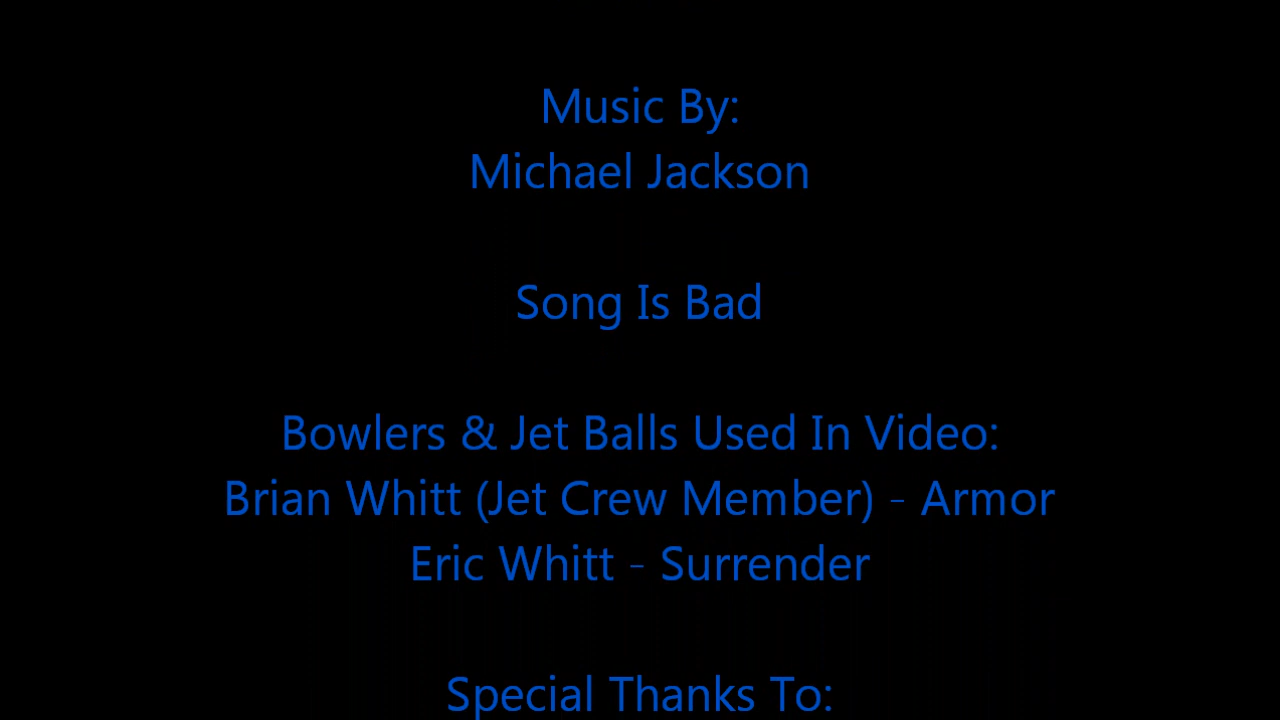 Music By:
Michael Jackson
Song Is Bad
Bowlers & Jet Balls Used In Video:
Brian Whitt (Jet Crew Member) - Armor
Eric Whitt - Surrender
Special Thanks To: